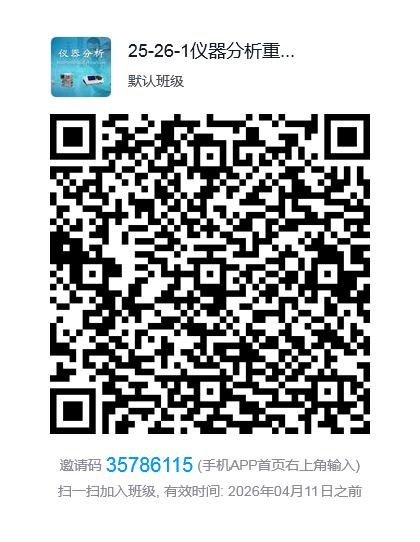 仪器分析
25-26-1仪器分析重...
默认班级
邀请码 35786115 (手机APP首页右上角输入)
扫一扫加入班级, 有效时间: 2026年04月11日之前